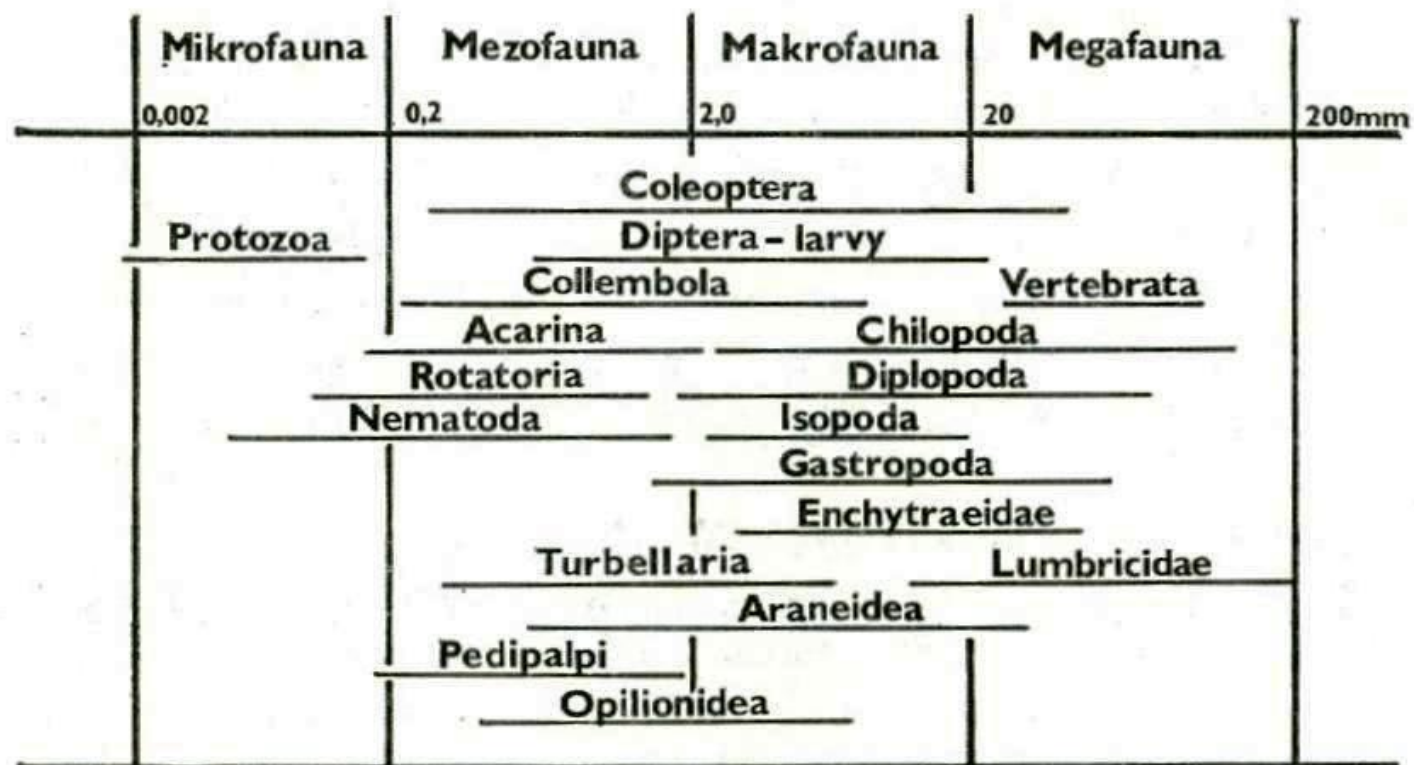 Mikrofauna Mezofauna Makrofauna Megafauna
0,002 0,2 2,0 20 200mm
Coleoptera
Protozoa Diptera – larvy
Collembola Vertebrata
Acarina Chilopoda
Rotatoria Diplopoda
Nematoda Isopoda
Gastropoda
Enchytraeidae
Turbellaria Lumbricidae
Araneidea
Pedipalpi
Opilionidea